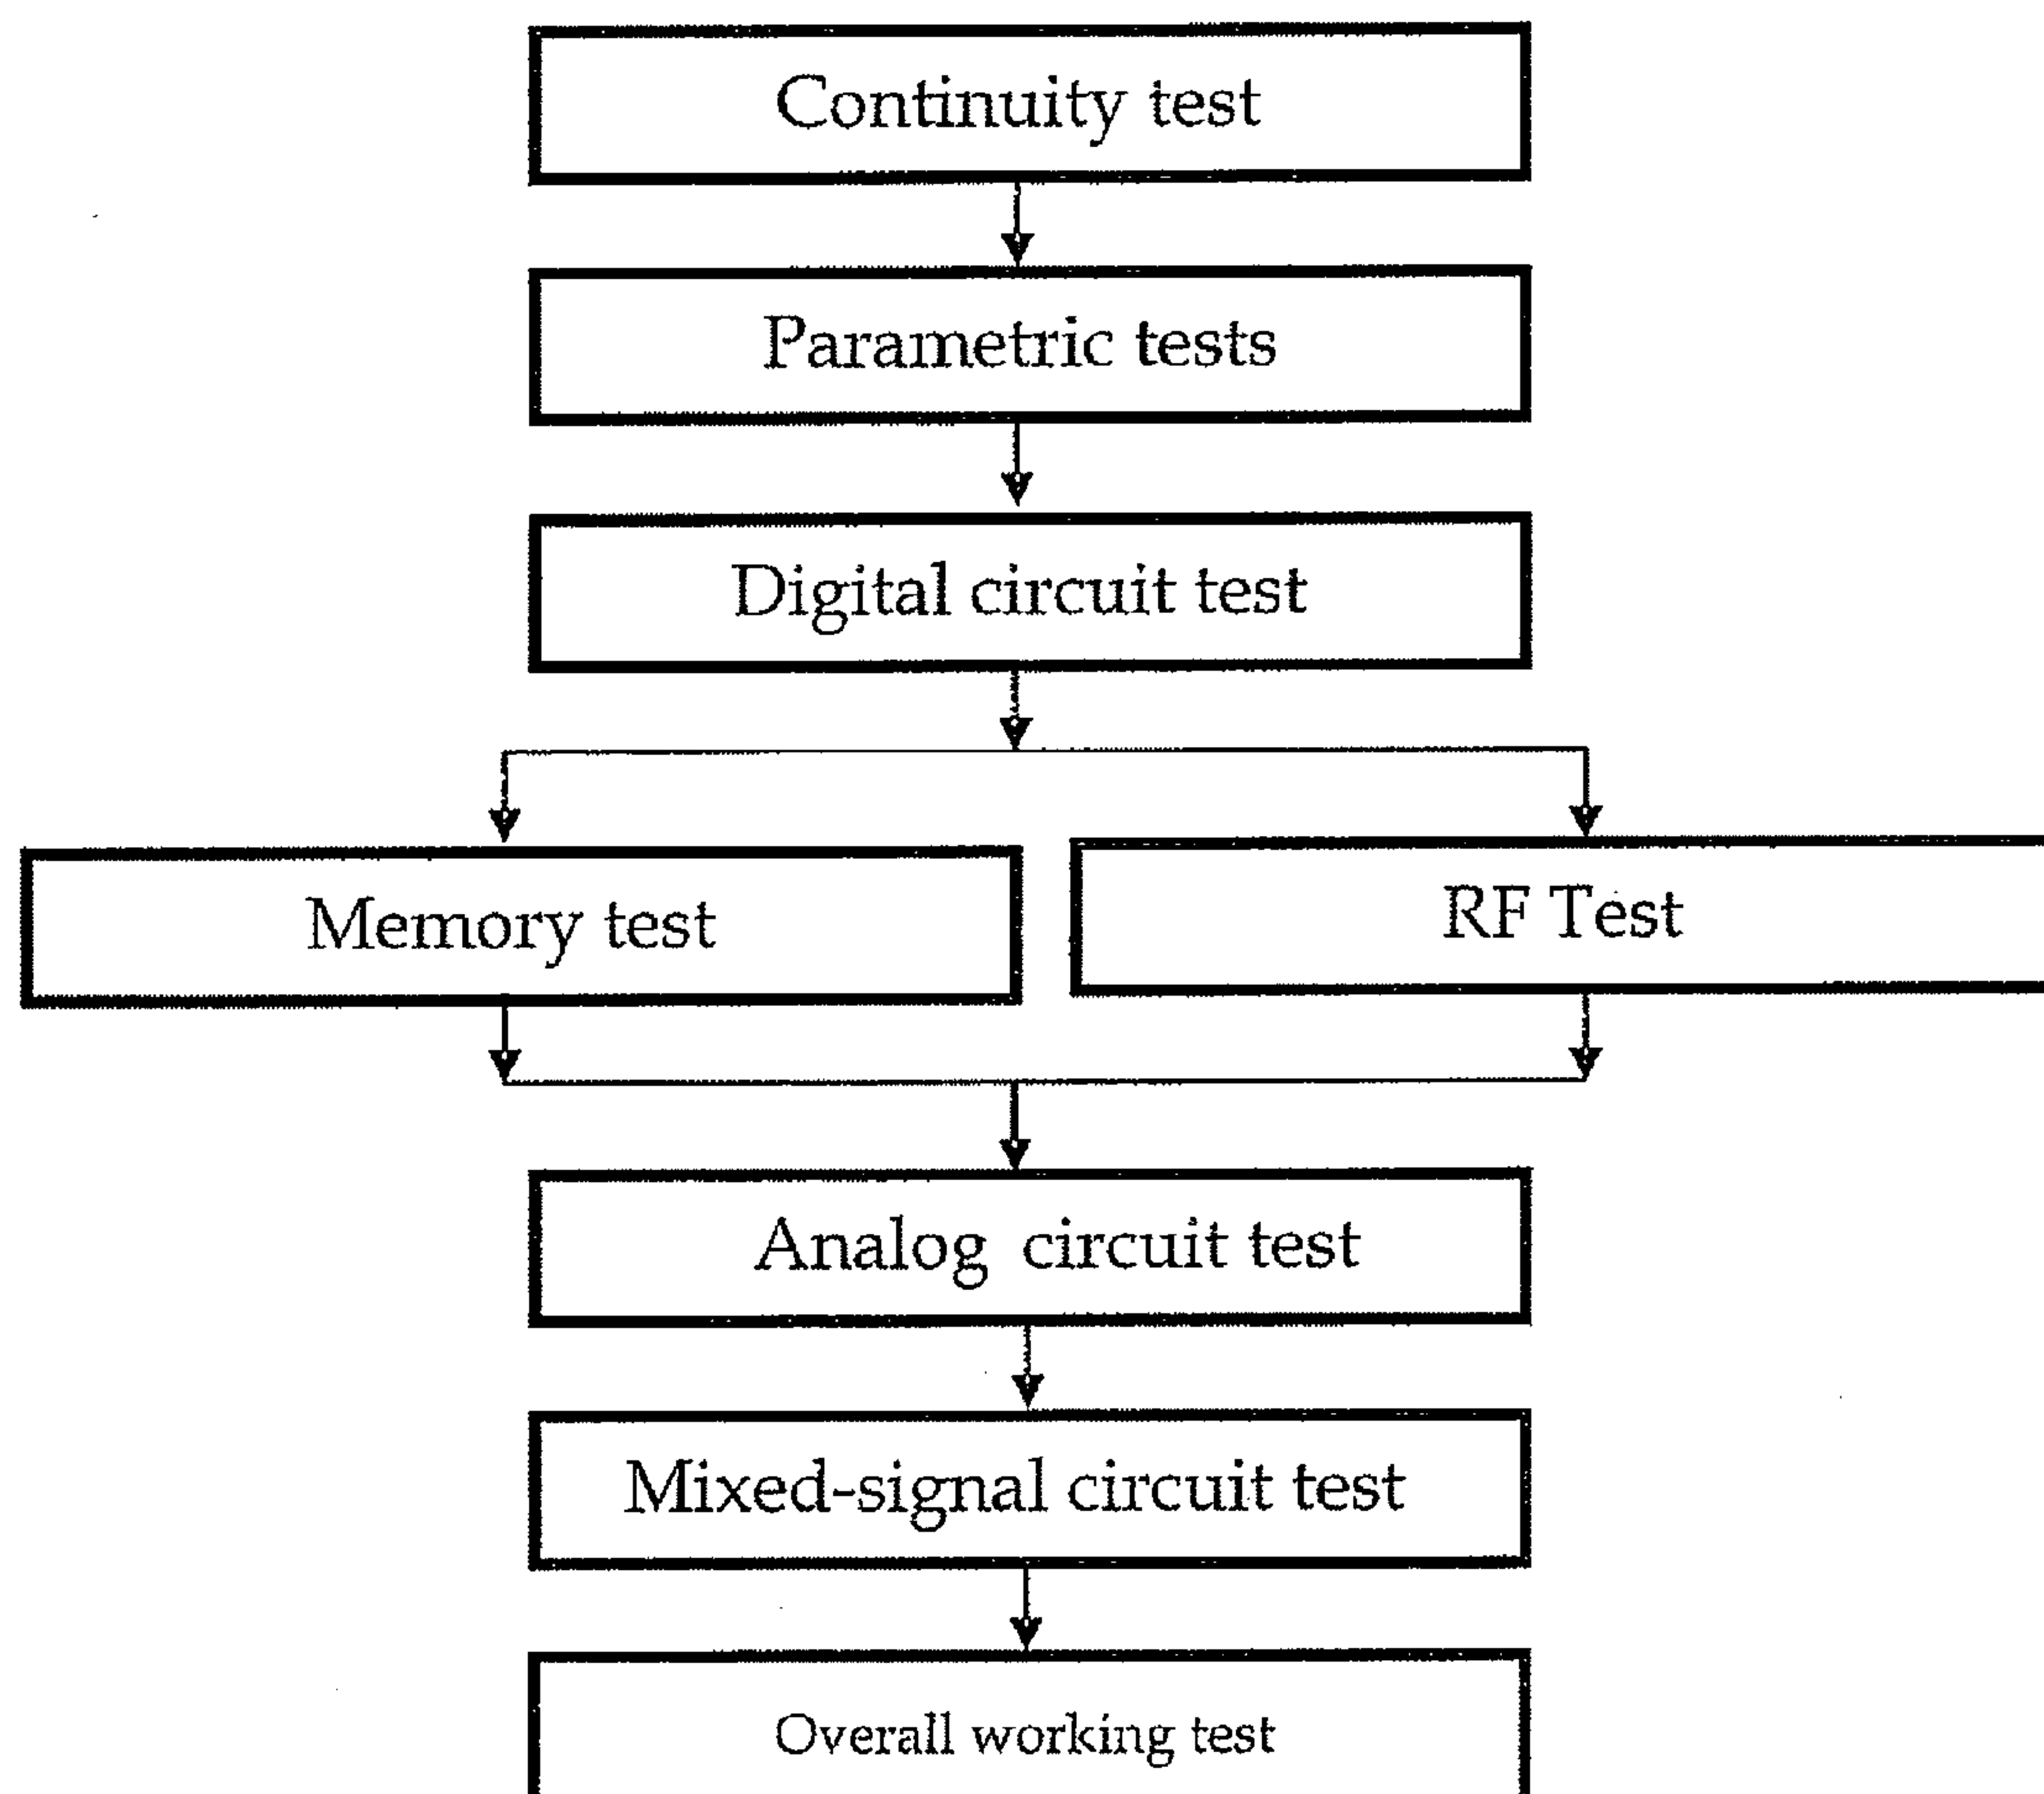 Continuity test
Parametric tests
Digital circuit test
Memory test
RF Test
Analog circuit test
Mixed-signal circuit test
Overall working test